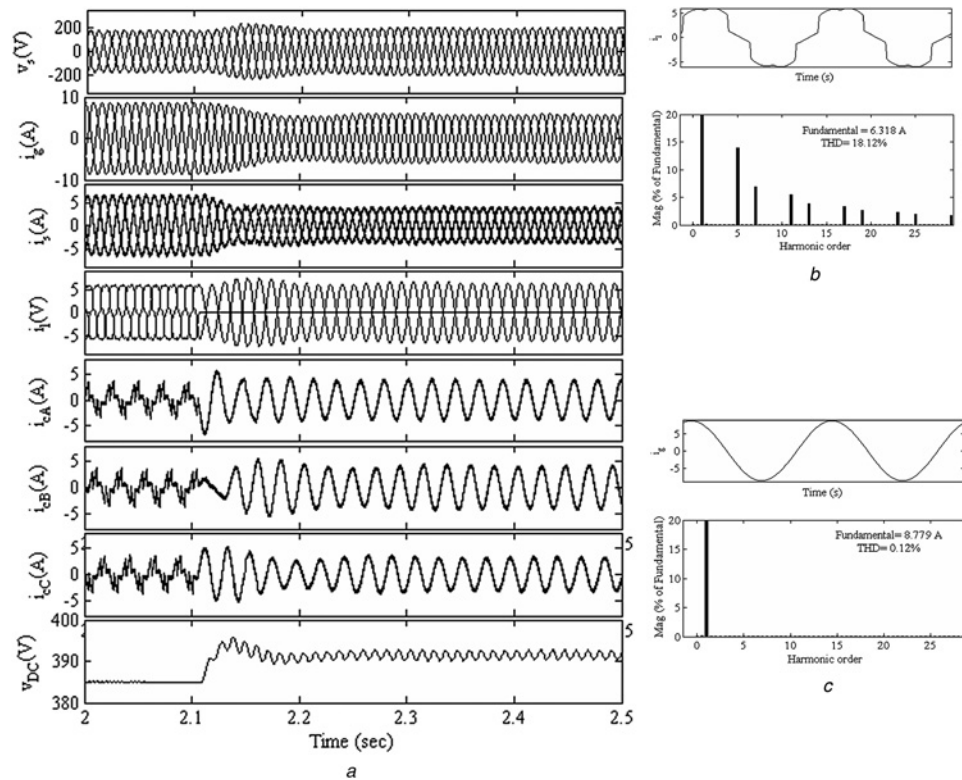 200
0
-200
v_s(V)
10
0
-10
i_g(A)
5
0
-5
i_s(A)
5
0
-5
i_l(V)
5
0
-5
i_cA(A)
5
0
-5
i_cB(A)
5
0
-5
i_cC(A)
5
400
390
380
v_DC(V)
5
2 2.1 2.2 2.3 2.4 2.5
Time (sec)
a
5
0
-5
i_l
Time (s)
20
15
10
5
0
Mag (% of Fundamental)
Fundamental = 6.318 A
THD= 18.12%
0 5 10 15 20 25
Harmonic order
b
5
0
-5
i_g
Time (s)
20
15
10
5
0
Mag (% of Fundamental)
Fundamental= 8.779 A
THD= 0.12%
0 5 10 15 20 25
Harmonic order
c